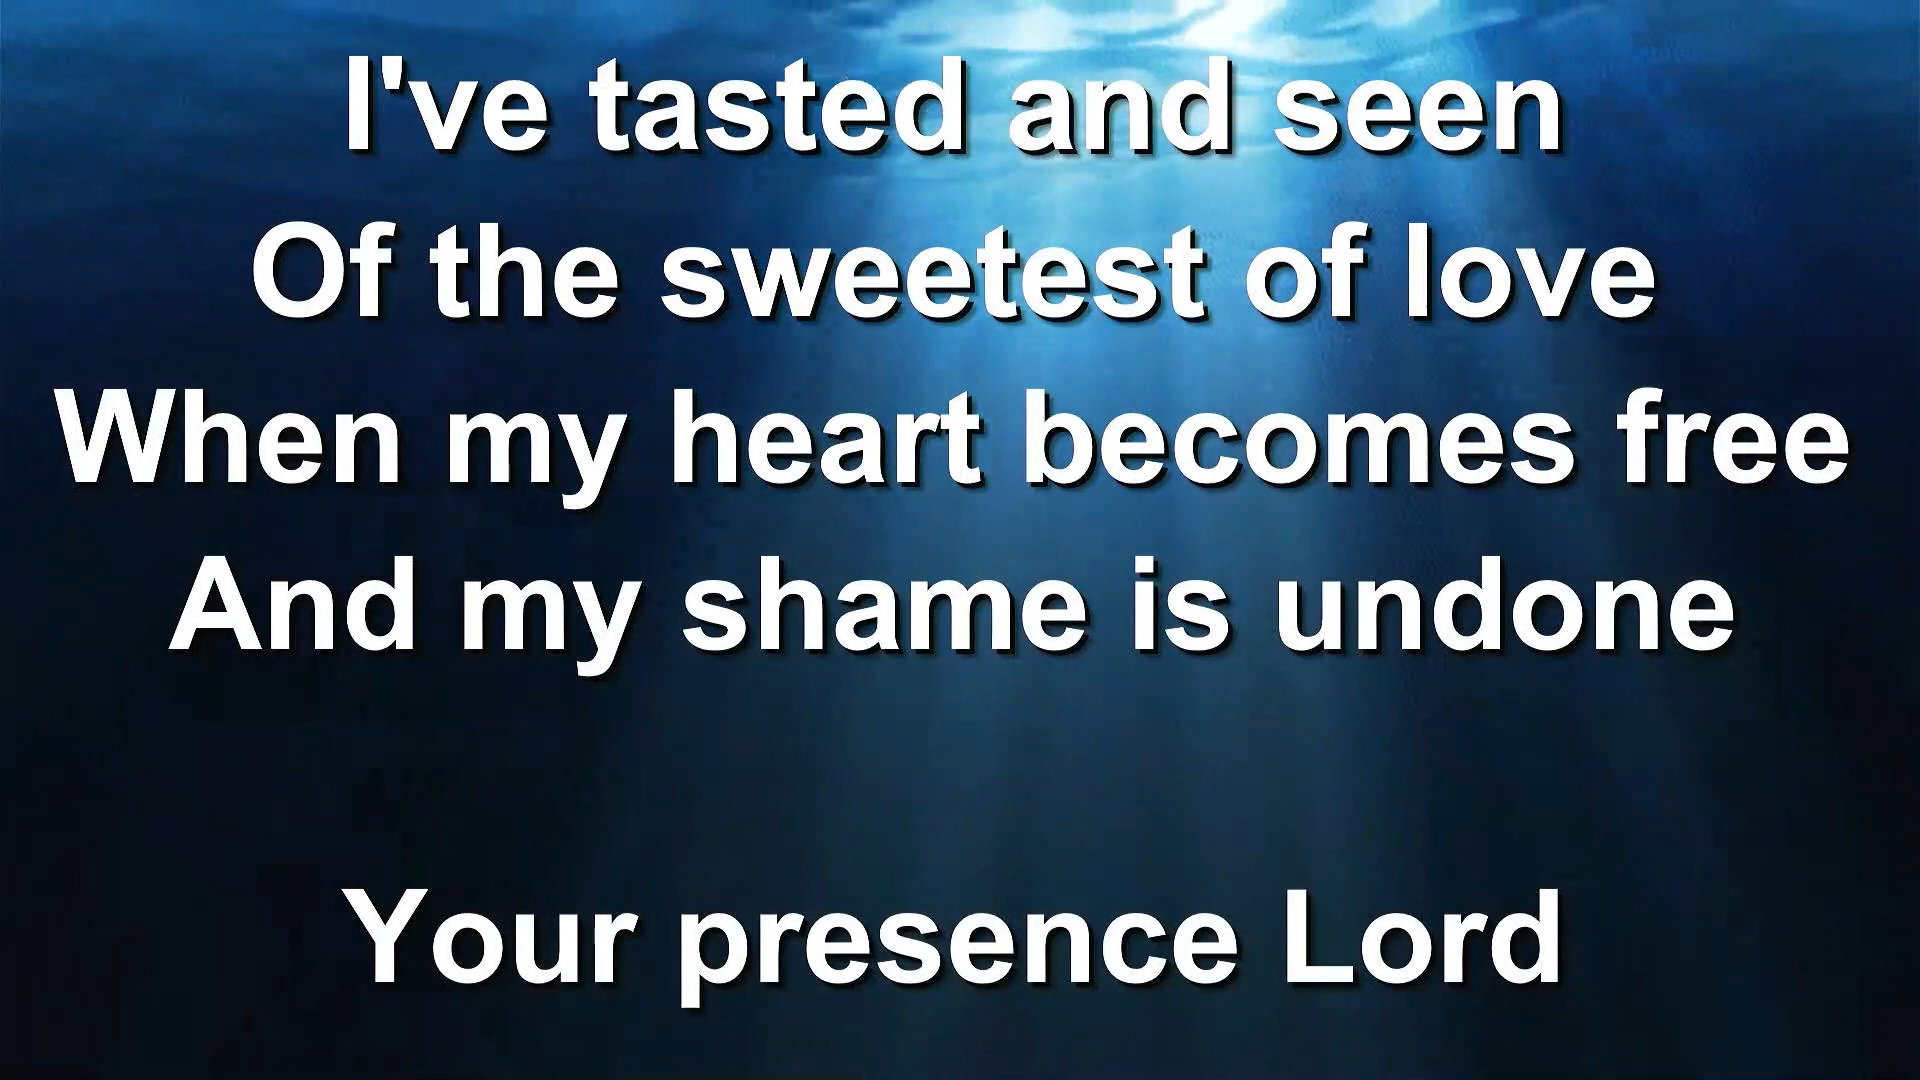 I've tasted and seen
Of the sweetest of love
When my heart becomes free
And my shame is undone
Your presence Lord